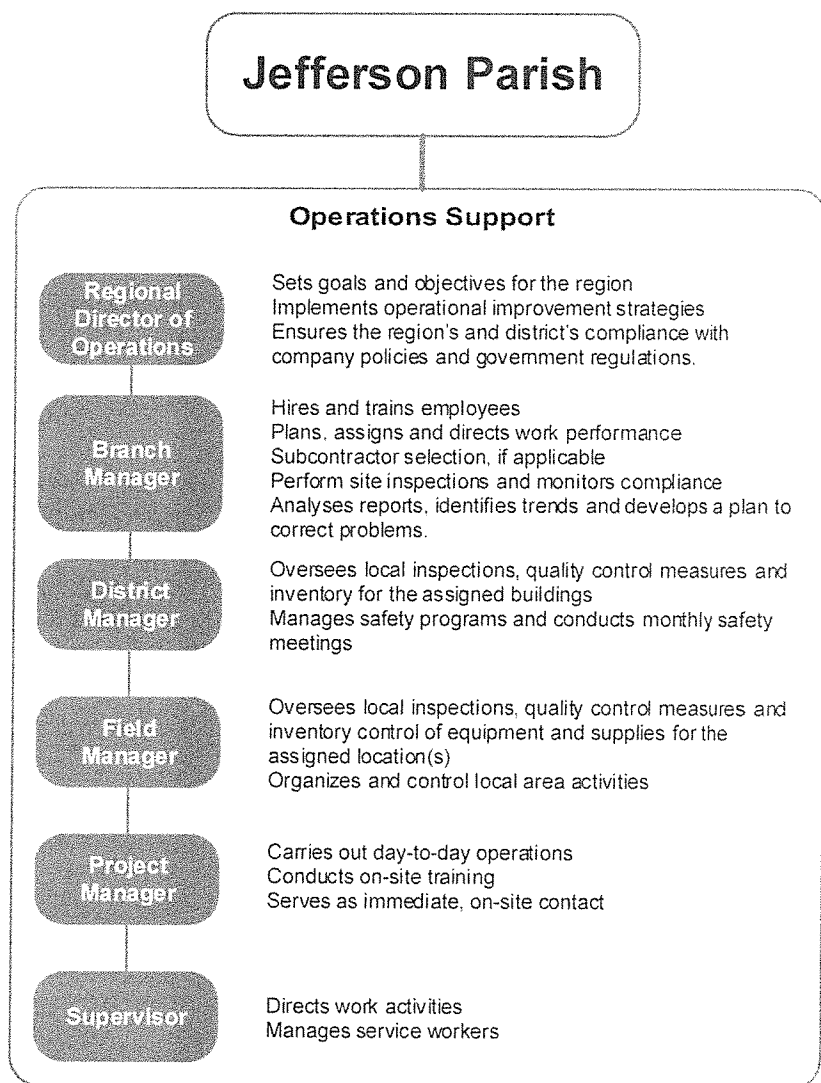 Jefferson Parish
Operations Support
Regional
Director of
Operations
Sets goals and objectives for the region
Implements operational improvement strategies
Ensures the region's and district's compliance with
company policies and government regulations.
Branch
Manager
Hires and trains employees
Plans, assigns and directs work performance
Subcontractor selection, if applicable
Perform site inspections and monitors compliance
Analyses reports, identifies trends and develops a plan to
correct problems.
District
Manager
Oversees local inspections, quality control measures and
inventory for the assigned buildings
Manages safety programs and conducts monthly safety
meetings
Field
Manager
Oversees local inspections, quality control measures and
inventory control of equipment and supplies for the
assigned location(s)
Organizes and control local area activities
Project
Manager
Carries out day-to-day operations
Conducts on-site training
Serves as immediate, on-site contact
Supervisor
Directs work activities
Manages service workers